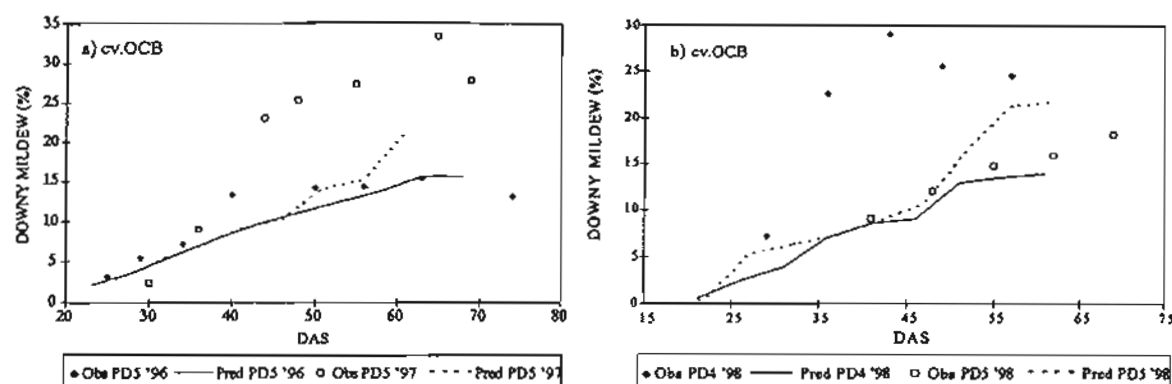 a) cv.OCB
DOWNY MILDEW (%)
35
30
25
20
15
10
5
0
20 30 40 50 60 70 80
DAS
Obs PD5 '96 Pred PD5 '96 Obs PD5 '97 Pred PD5 '97
b) cv.OCB
DOWNY MILDEW (%)
30
25
20
15
10
5
0
15 25 35 45 55 65 75
DAS
Obs PD4 '98 Pred PD4 '98 Obs PD5 '98 Pred PD5 '98